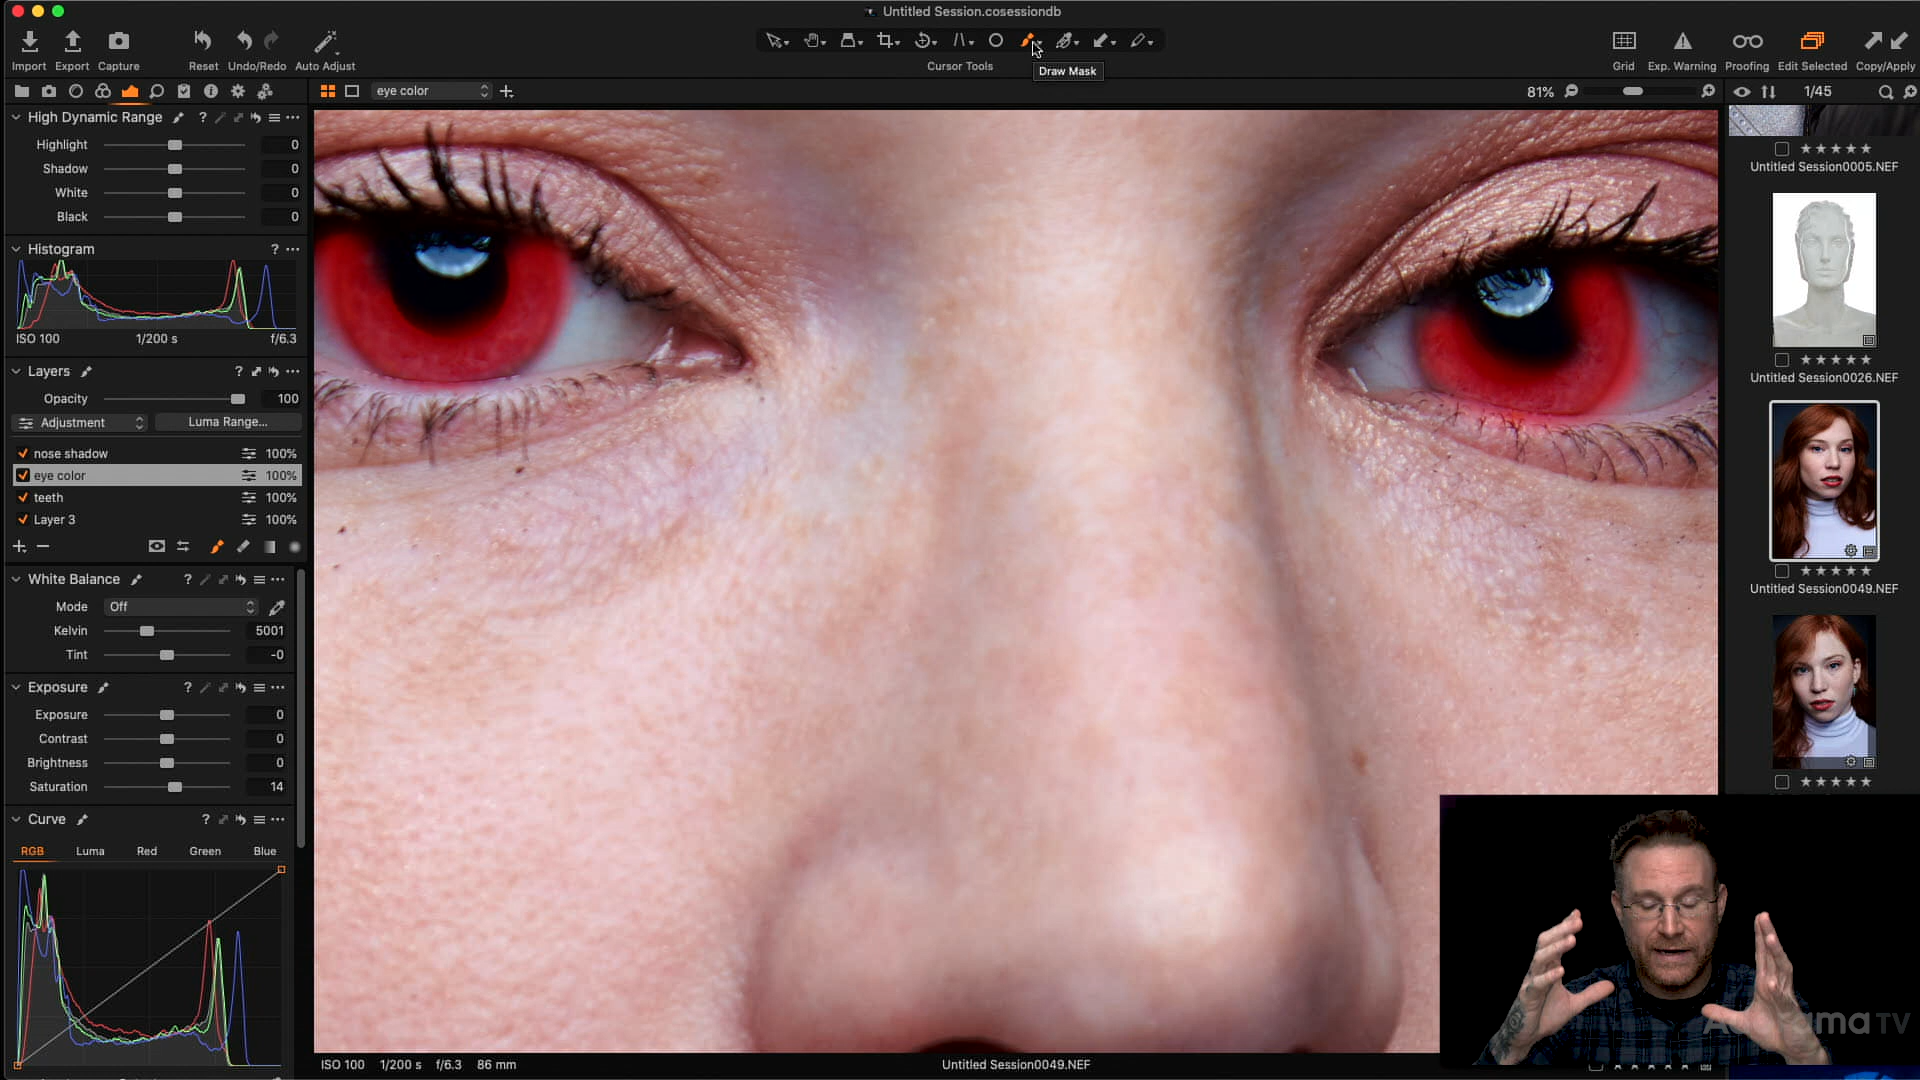 Untitled Session.cosessiondb
Import
Export
Capture
Reset
Undo/Redo
Auto Adjust
Cursor Tools
Draw Mask
Grid
Exp. Warning
Proofing
Edit Selected
Copy/Apply
eye color
81%
1/45
High Dynamic Range
?
Highlight 0
Shadow 0
White 0
Black 0
Histogram
?
ISO 100 1/200 s f/6.3
Layers
?
Opacity 100
Adjustment
Luma Range...
nose shadow 100%
eye color 100%
teeth 100%
Layer 3 100%
White Balance
?
Mode Off
Kelvin 5001
Tint -0
Exposure
?
Exposure 0
Contrast 0
Brightness 0
Saturation 14
Curve
?
RGB Luma Red Green Blue
Untitled Session0005.NEF
Untitled Session0026.NEF
Untitled Session0049.NEF
ISO 100 1/200 s f/6.3 86 mm
Untitled Session0049.NEF
Adorama TV